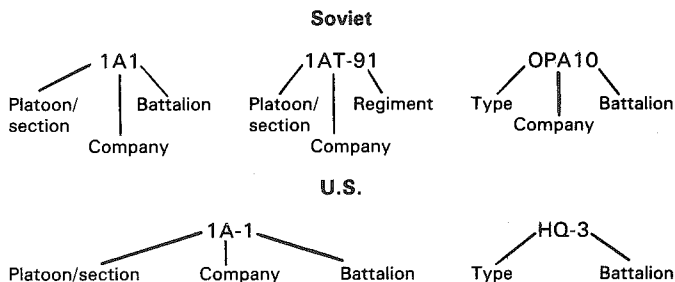 Soviet
1A1 1AT-91 OPA10
Platoon/ Battalion Platoon/ Regiment Type Battalion
section section Company
Company Company
U.S.
1A-1 HQ-3
Platoon/section Company Battalion Type Battalion